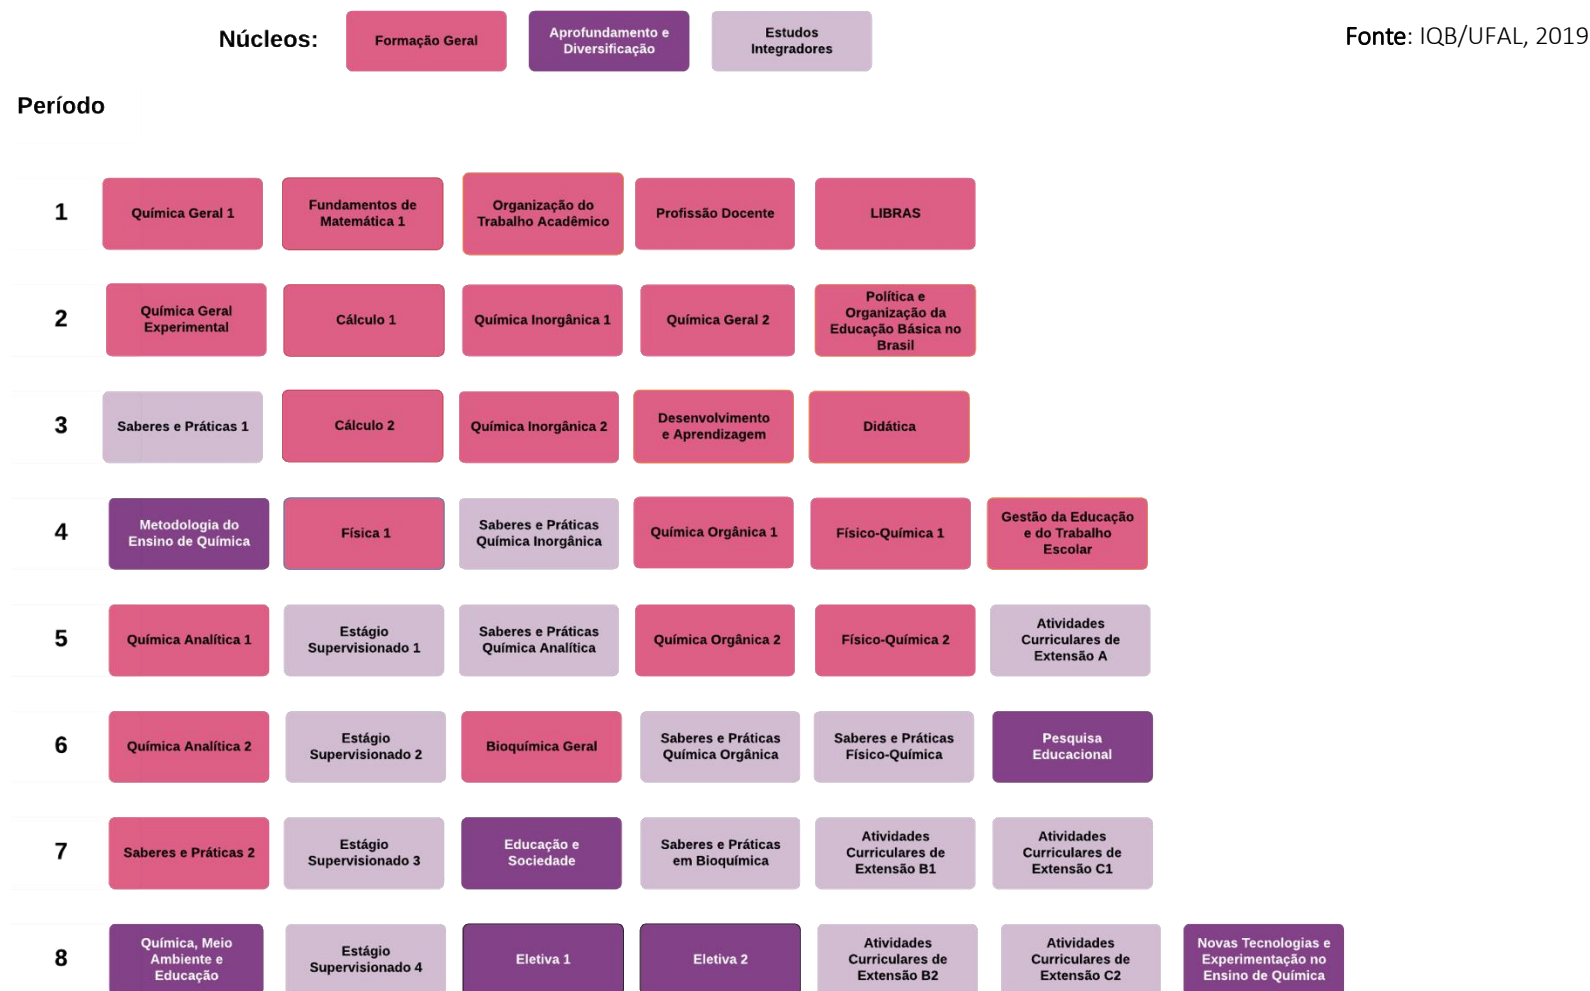 Núcleos:
Formação Geral
Aprofundamento e
Diversificação
Estudos
Integradores
Fonte: IQB/UFAL, 2019
Período
1
Química Geral 1
Fundamentos de
Matemática 1
Organização do
Trabalho Acadêmico
Profissão Docente
LIBRAS
2
Química Geral
Experimental
Cálculo 1
Química Inorgânica 1
Química Geral 2
Política e
Organização da
Educação Básica no
Brasil
3
Saberes e Práticas 1
Cálculo 2
Química Inorgânica 2
Desenvolvimento
e Aprendizagem
Didática
4
Metodologia do
Ensino de Química
Física 1
Saberes e Práticas
Química Inorgânica
Química Orgânica 1
Físico-Química 1
Gestão da Educação
e do Trabalho
Escolar
5
Química Analítica 1
Estágio
Supervisionado 1
Saberes e Práticas
Química Analítica
Química Orgânica 2
Físico-Química 2
Atividades
Curriculares de
Extensão A
6
Química Analítica 2
Estágio
Supervisionado 2
Bioquímica Geral
Saberes e Práticas
Química Orgânica
Saberes e Práticas
Físico-Química
Pesquisa
Educacional
7
Saberes e Práticas 2
Estágio
Supervisionado 3
Educação e
Sociedade
Saberes e Práticas
em Bioquímica
Atividades
Curriculares de
Extensão B1
Atividades
Curriculares de
Extensão C1
8
Química, Meio
Ambiente e
Educação
Estágio
Supervisionado 4
Eletiva 1
Eletiva 2
Atividades
Curriculares de
Extensão B2
Atividades
Curriculares de
Extensão C2
Novas Tecnologias e
Experimentação no
Ensino de Química